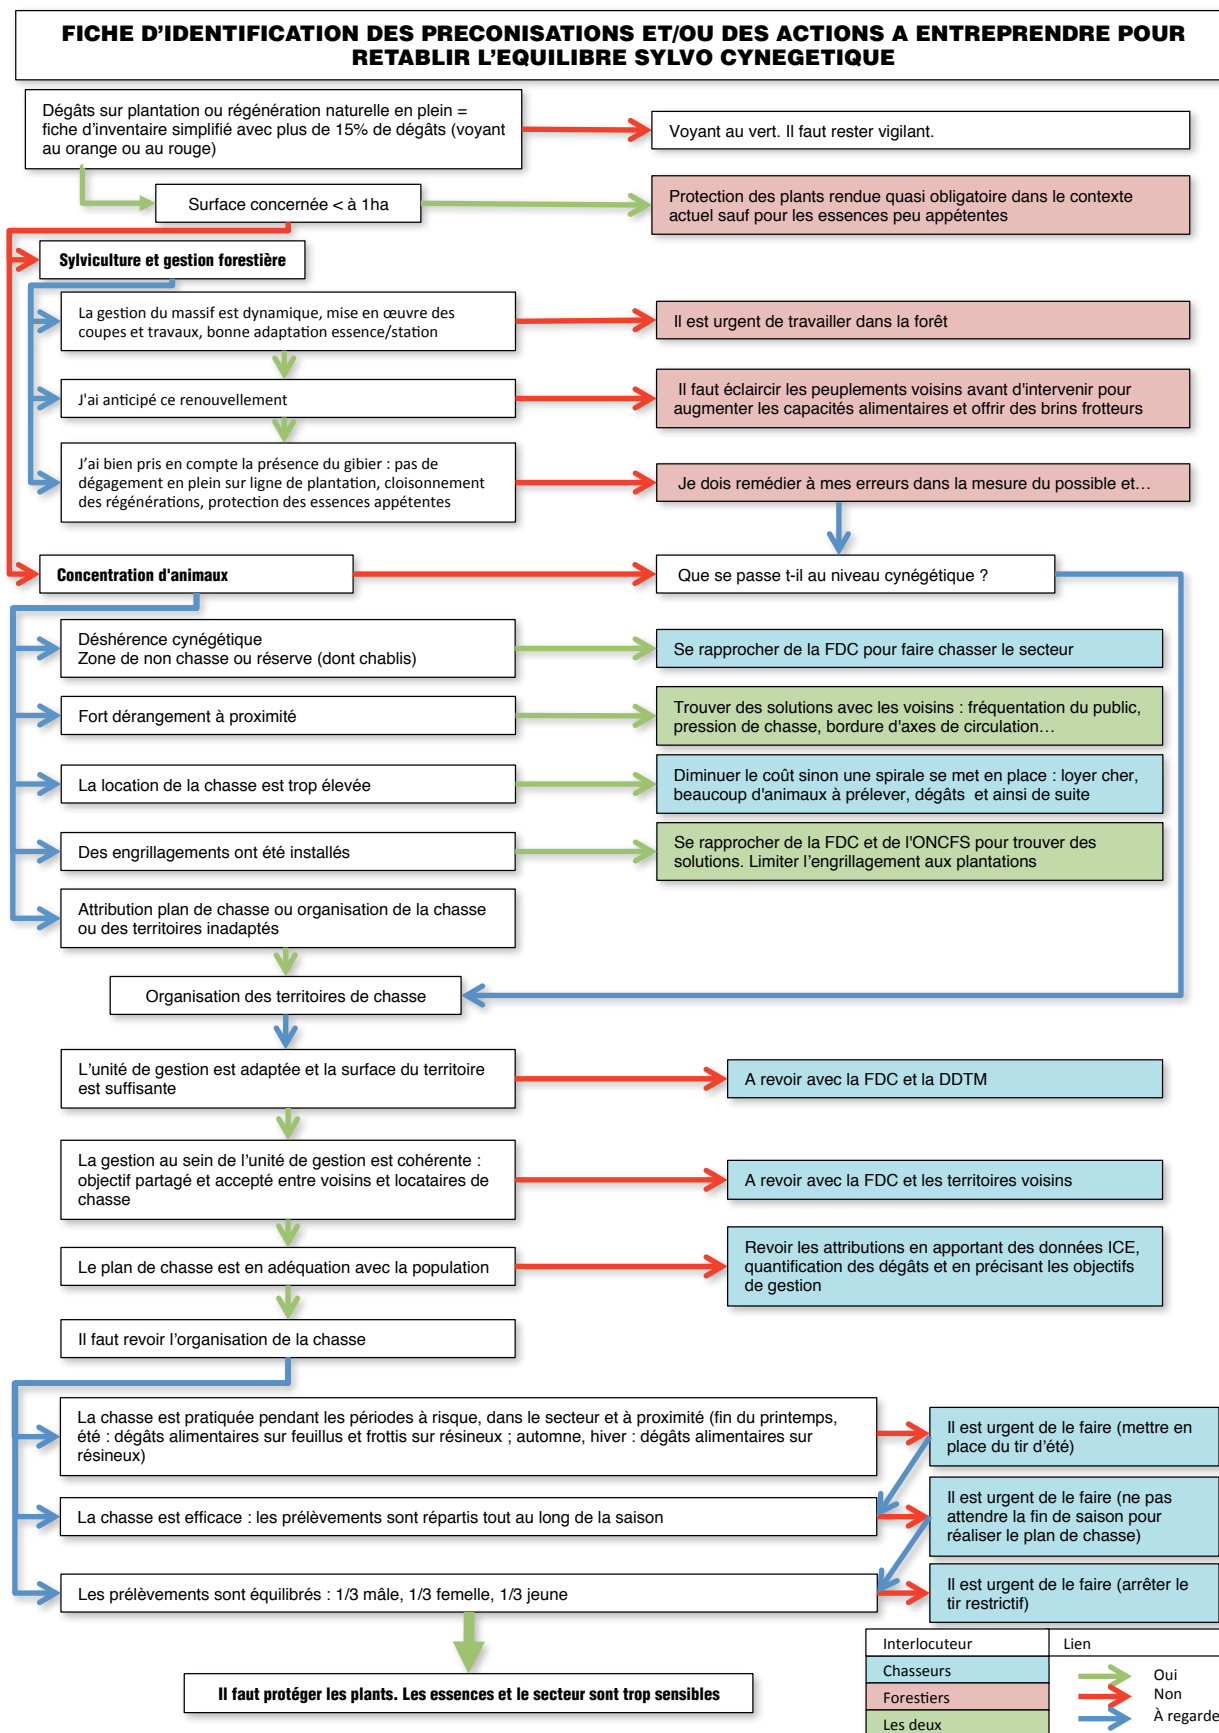 FICHE D'IDENTIFICATION DES PRECONISATIONS ET/OU DES ACTIONS A ENTREPRENDRE POUR
RETABLIR L'EQUILIBRE SYLVO CYNEGETIQUE
Dégâts sur plantation ou régénération naturelle en plein =
fiche d'inventaire simplifié avec plus de 15% de dégâts (voyant
au orange ou au rouge)
Voyant au vert. Il faut rester vigilant.
Surface concernée < à 1ha
Protection des plants rendue quasi obligatoire dans le contexte
actuel sauf pour les essences peu appétentes
Sylviculture et gestion forestière
La gestion du massif est dynamique, mise en œuvre des
coupes et travaux, bonne adaptation essence/station
Il est urgent de travailler dans la forêt
J'ai anticipé ce renouvellement
Il faut éclaircir les peuplements voisins avant d'intervenir pour
augmenter les capacités alimentaires et offrir des brins frotteurs
J'ai bien pris en compte la présence du gibier : pas de
dégagement en plein sur ligne de plantation, cloisonnement
des régénérations, protection des essences appétentes
Je dois remédier à mes erreurs dans la mesure du possible et…
Concentration d'animaux
Que se passe t-il au niveau cynégétique ?
Déshérence cynégétique
Zone de non chasse ou réserve (dont chablis)
Se rapprocher de la FDC pour faire chasser le secteur
Fort dérangement à proximité
Trouver des solutions avec les voisins : fréquentation du public,
pression de chasse, bordure d'axes de circulation…
La location de la chasse est trop élevée
Diminuer le coût sinon une spirale se met en place : loyer cher,
beaucoup d'animaux à prélever, dégâts et ainsi de suite
Des engrillagements ont été installés
Se rapprocher de la FDC et de l'ONCFS pour trouver des
solutions. Limiter l'engrillagement aux plantations
Attribution plan de chasse ou organisation de la chasse
ou des territoires inadaptés
Organisation des territoires de chasse
L'unité de gestion est adaptée et la surface du territoire
est suffisante
A revoir avec la FDC et la DDTM
La gestion au sein de l'unité de gestion est cohérente :
objectif partagé et accepté entre voisins et locataires de
chasse
A revoir avec la FDC et les territoires voisins
Le plan de chasse est en adéquation avec la population
Revoir les attributions en apportant des données ICE,
quantification des dégâts et en précisant les objectifs
de gestion
Il faut revoir l'organisation de la chasse
La chasse est pratiquée pendant les périodes à risque, dans le secteur et à proximité (fin du printemps,
été : dégâts alimentaires sur feuillus et frottis sur résineux ; automne, hiver : dégâts alimentaires sur
résineux)
Il est urgent de le faire (mettre en
place du tir d'été)
La chasse est efficace : les prélèvements sont répartis tout au long de la saison
Il est urgent de le faire (ne pas
attendre la fin de saison pour
réaliser le plan de chasse)
Les prélèvements sont équilibrés : 1/3 mâle, 1/3 femelle, 1/3 jeune
Il est urgent de le faire (arrêter le
tir restrictif)
Il faut protéger les plants. Les essences et le secteur sont trop sensibles
Interlocuteur
Lien
Chasseurs
Forestiers
Les deux
Oui
Non
À regarde